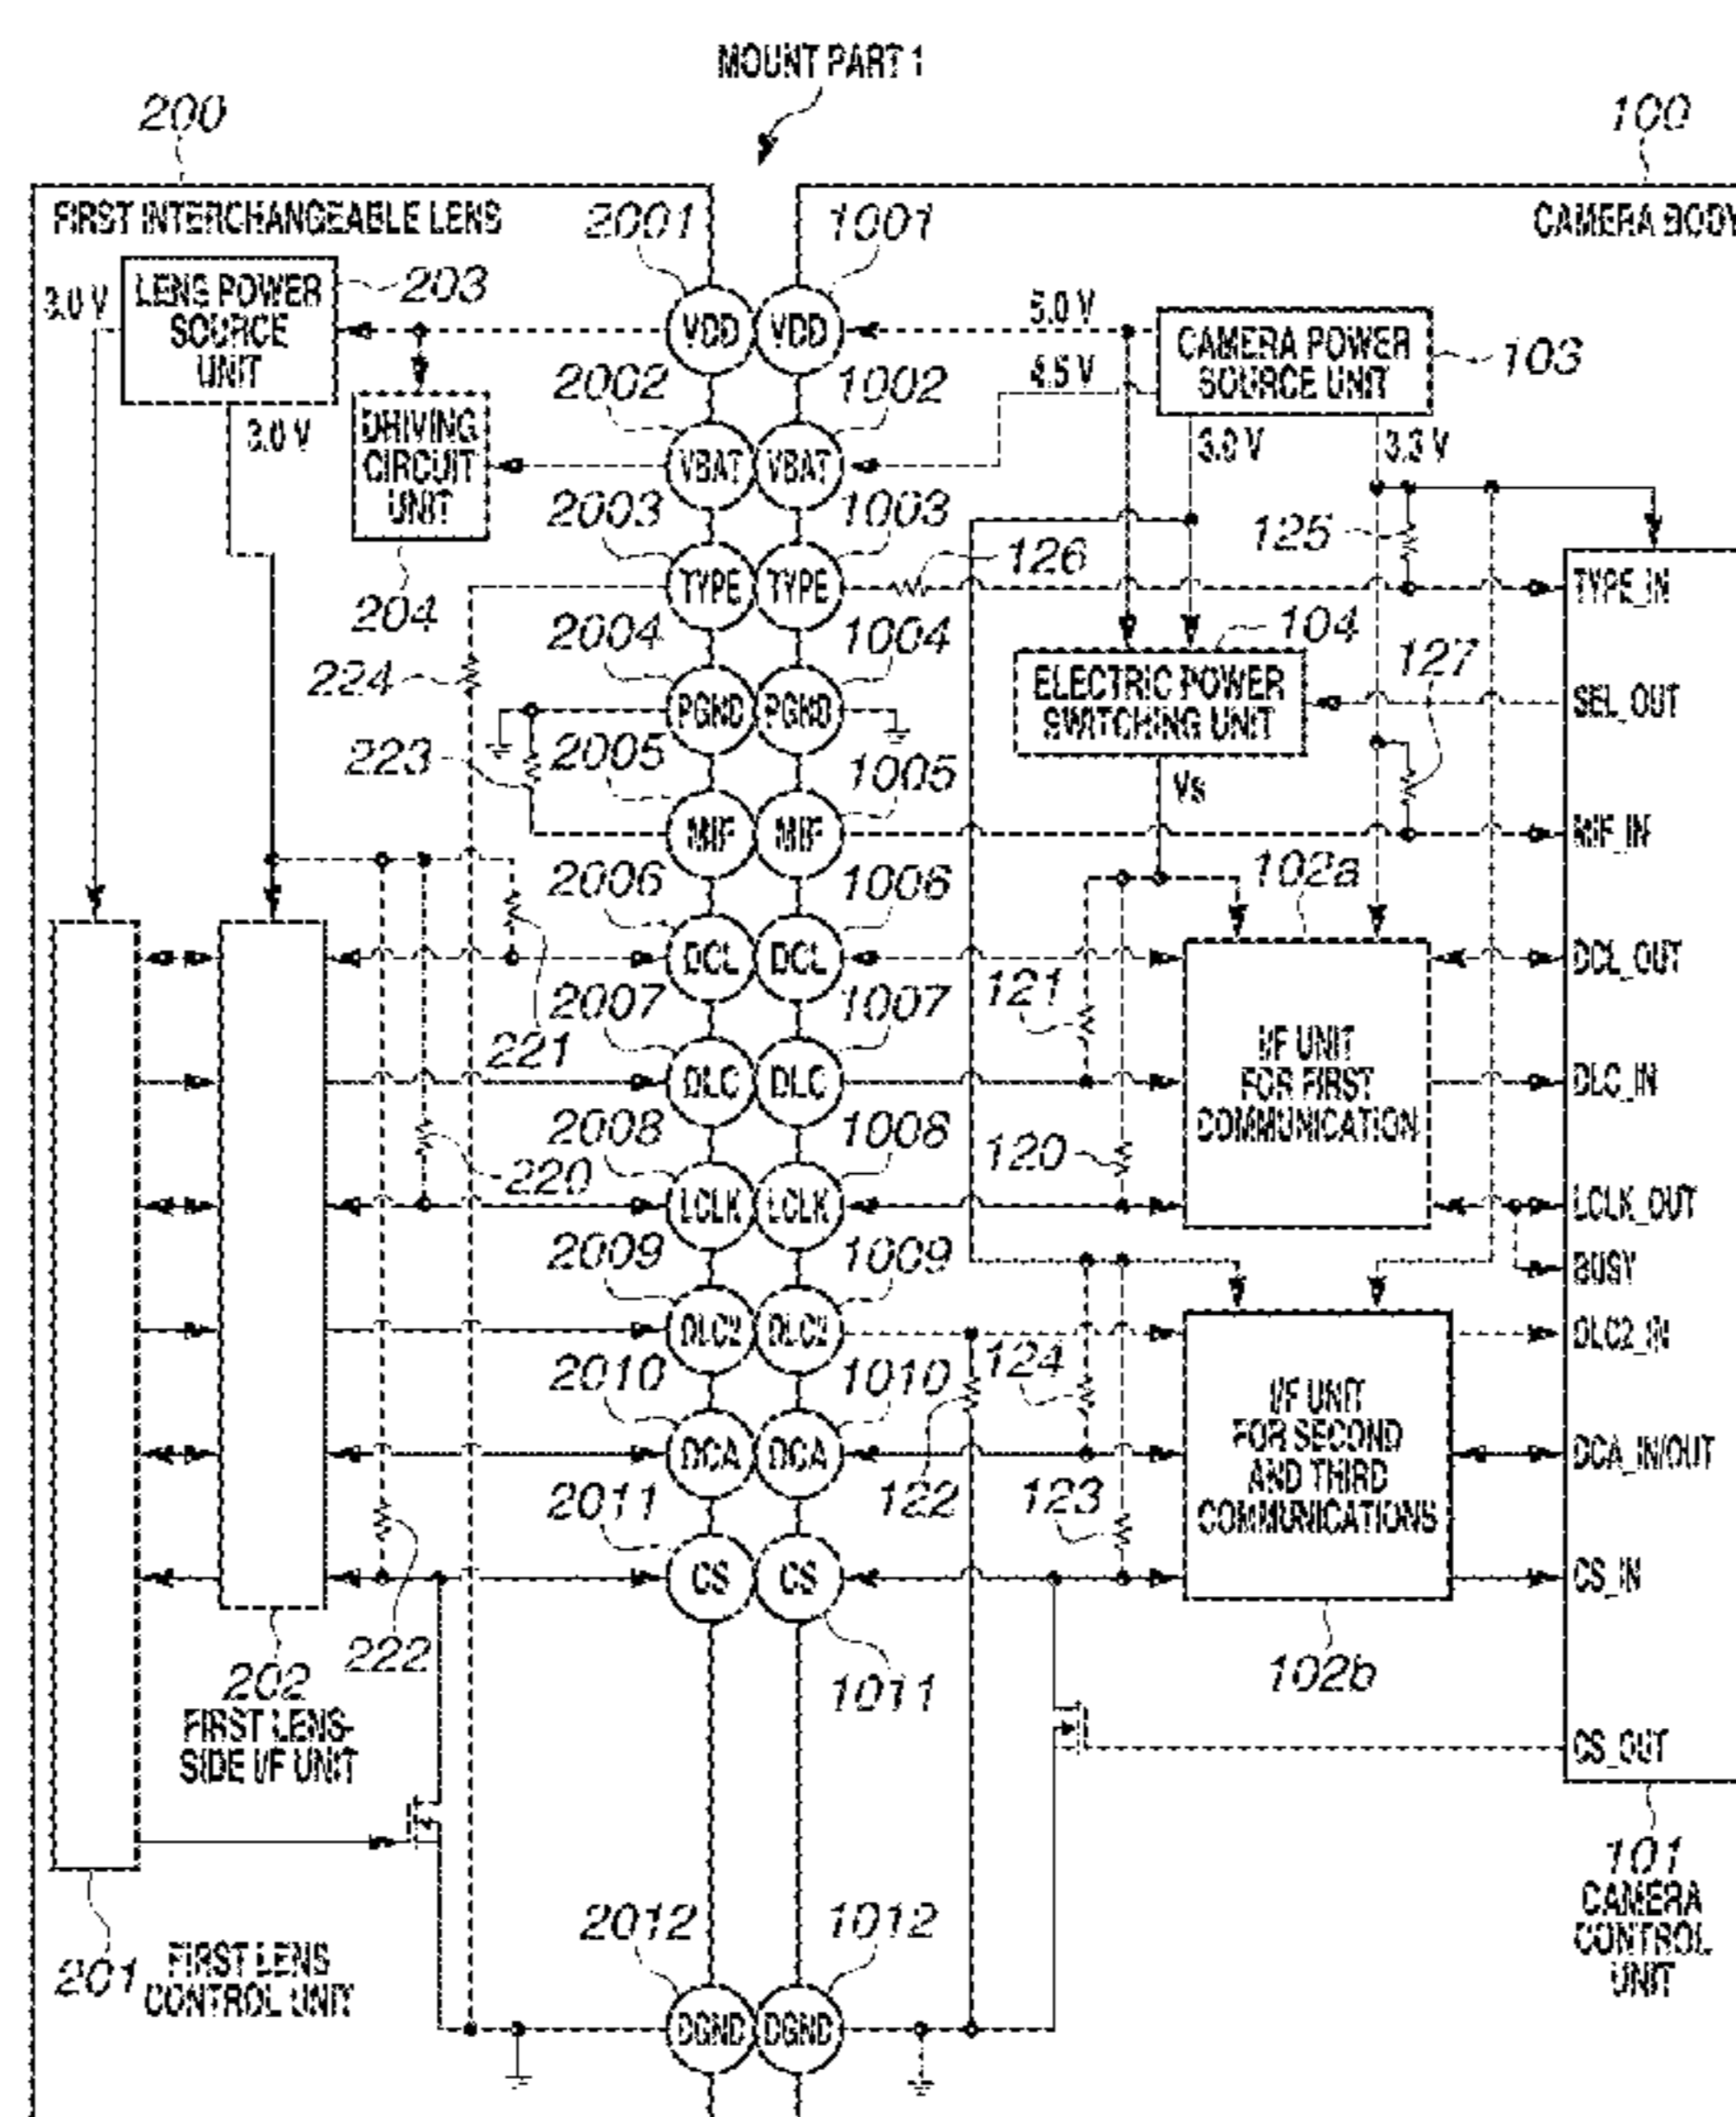 MOUNT PART 1
200
100
FIRST INTERCHANGEABLE LENS
2001
1001
CAMERA BODY
3.0 V
LENS POWER
SOURCE
UNIT
203
VDD
VDD
5.0 V
CAMERA POWER
SOURCE UNIT
103
2002
1002
4.5 V
3.0 V
DRIVING
CIRCUIT
UNIT
VBAT
VBAT
3.0 V
3.3 V
2003
1003
125
126
204
TYPE
TYPE
TYPE_IN
2004
1004
104
127
224
PGND
PGND
ELECTRIC POWER
SWITCHING UNIT
SEL_OUT
223
2005
1005
Vs
MIF
MIF
MIF_IN
2006
1006
102a
DCL
DCL
DCL_OUT
2007
1007
121
221
I/F UNIT
FOR FIRST
COMMUNICATION
DLC
DLC
DLC_IN
2008
1008
220
120
LCLK
LCLK
LCLK_OUT
2009
1009
BUSY
DLC2
DLC2
DLC2_IN
2010
1010
124
I/F UNIT
FOR SECOND
AND THIRD
COMMUNICATIONS
DCA
DCA
DCA_IN/OUT
2011
122
123
CS
CS
CS_IN
222
202
FIRST LENS-
SIDE I/F UNIT
1011
102b
CS_OUT
101
CAMERA
CONTROL
UNIT
2012
1012
201
FIRST LENS
CONTROL UNIT
DGND
DGND